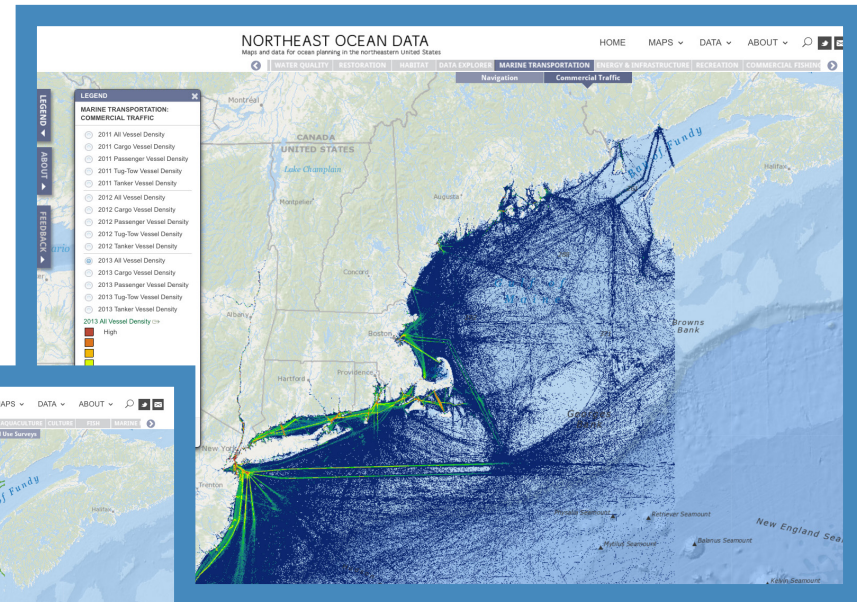 NORTHEAST OCEAN DATA
Maps and data for ocean planning in the northeastern United States
HOME MAPS DATA ABOUT
WATER QUALITY RESTORATION HABITAT DATA EXPLORER MARINE TRANSPORTATION ENERGY & INFRASTRUCTURE RECREATION COMMERCIAL FISHING
Navigation Commercial Traffic
LEGEND
ABOUT
FEEDBACK
LEGEND
MARINE TRANSPORTATION:
COMMERCIAL TRAFFIC
2011 All Vessel Density
2011 Cargo Vessel Density
2011 Passenger Vessel Density
2011 Tug-Tow Vessel Density
2011 Tanker Vessel Density
2012 All Vessel Density
2012 Cargo Vessel Density
2012 Passenger Vessel Density
2012 Tug-Tow Vessel Density
2012 Tanker Vessel Density
2013 All Vessel Density
2013 Cargo Vessel Density
2013 Passenger Vessel Density
2013 Tug-Tow Vessel Density
2013 Tanker Vessel Density
2013 All Vessel Density
High
Montréal
CANADA
UNITED STATES
Lake Champlain
Montpelier
Augusta
Bay of Fundy
Halifax
Concord
Albany
Boston
Browns
Bank
Hartford
Providence
New York
Trenton
Retriever Seamount
Mytilus Seamount
Balanus Seamount
New England Sea
Kelvin Seamount
MAPS DATA ABOUT
AQUACULTURE CULTURE FISH MARINE
Use Surveys
of Fundy
Halifax